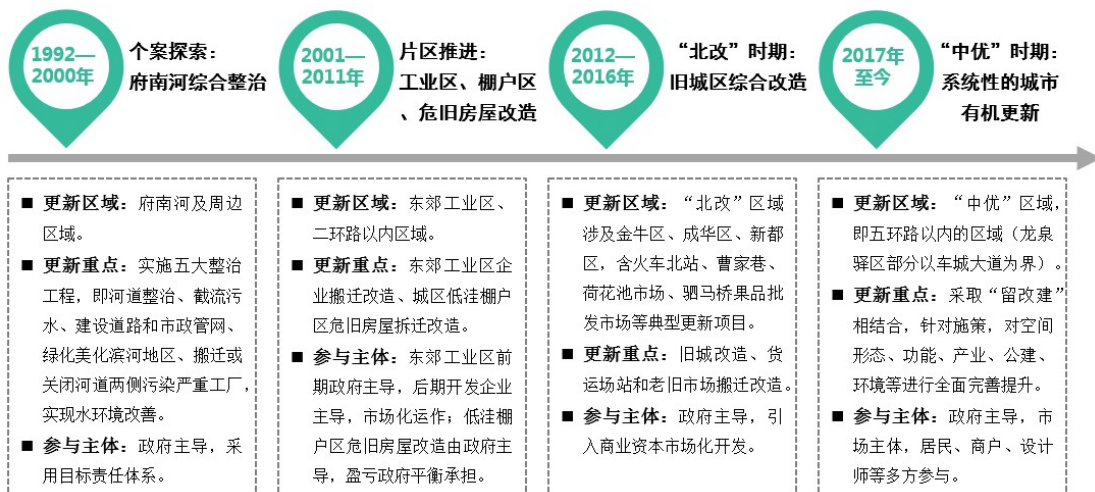 1992—
2000年
个案探索：
府南河综合整治
2001—
2011年
片区推进：
工业区、棚户区
、危旧房屋改造
2012—
2016年
“北改”时期：
旧城区综合改造
2017年
至今
“中优”时期：
系统性的城市
有机更新
■ 更新区域：府南河及周边
区域。
■ 更新重点：实施五大整治
工程，即河道整治、截流污
水、建设道路和市政管网、
绿化美化滨河地区、搬迁或
关闭河道两侧污染严重工厂，
实现水环境改善。
■ 参与主体：政府主导，采
用目标责任体系。
■ 更新区域：东郊工业区、
二环路以内区域。
■ 更新重点：东郊工业区企
业搬迁改造、城区低洼棚户
区危旧房屋拆迁改造。
■ 参与主体：东郊工业区前
期政府主导，后期开发企业
主导，市场化运作；低洼棚
户区危旧房屋改造由政府主
导，盈亏政府平衡承担。
■ 更新区域：“北改”区域
涉及金牛区、成华区、新都
区，含火车北站、曹家巷、
荷花池市场、驷马桥果品批
发市场等典型更新项目。
■ 更新重点：旧城改造、货
运场站和老旧市场搬迁改造。
■ 参与主体：政府主导，引
入商业资本市场化开发。
■ 更新区域：“中优”区域，
即五环路以内的区域（龙泉
驿区部分以车城大道为界）。
■ 更新重点：采取“留改建”
相结合，针对施策，对空间
形态、功能、产业、公建、
环境等进行全面完善提升。
■ 参与主体：政府主导，市
场主体，居民、商户、设计
师等多方参与。